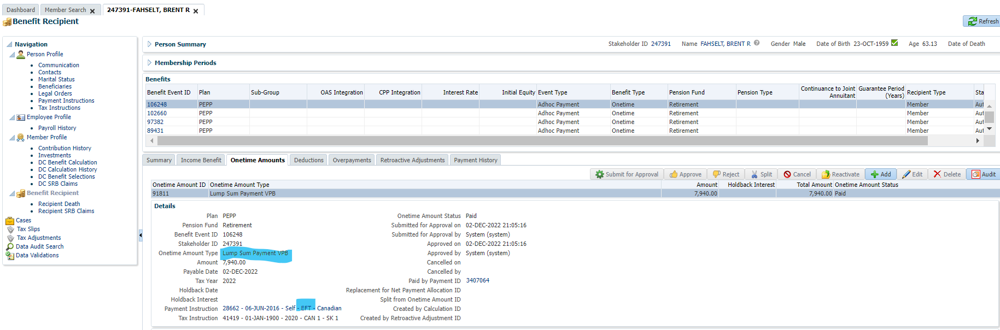 Dashboard Member Search 247391-FAHSELT, BRENT R
Benefit Recipient
Refresh
Navigation
Person Profile
Communication
Contacts
Marital Status
Beneficiaries
Legal Orders
Payment Instructions
Tax Instructions
Employee Profile
Payroll History
Member Profile
Contribution History
Investments
DC Benefit Calculation
DC Calculation History
DC Benefit Selections
DC SRB Claims
Benefit Recipient
Recipient Death
Recipient SRB Claims
Cases
Tax Slips
Tax Adjustments
Data Audit Search
Data Validations
Person Summary Stakeholder ID 247391 Name FAHSELT, BRENT R Gender Male Date of Birth 23-OCT-1959 Age 63.13 Date of Death
Membership Periods
Benefits
Benefit Event ID Plan Sub-Group OAS Integration CPP Integration Interest Rate Initial Equity Event Type Benefit Type Pension Fund Pension Type Continuance to Joint Annuitant Guarantee Period (Years) Recipient Type Sta
106248 PEPP Adhoc Payment Onetime Retirement Member Aut
102660 PEPP Adhoc Payment Onetime Retirement Member Aut
97382 PEPP Adhoc Payment Onetime Retirement Member Aut
89431 PEPP Adhoc Payment Onetime Retirement Member Aut
Summary Income Benefit Onetime Amounts Deductions Overpayments Retroactive Adjustments Payment History
Submit for Approval Approve Reject Split Cancel Reactivate Add Edit Delete Audit
Onetime Amount ID Onetime Amount Type Amount Holdback Interest Total Amount Onetime Amount Status
91811 Lump Sum Payment VPB 7,940.00 7,940.00 Paid
Details
Plan PEPP Onetime Amount Status Paid
Pension Fund Retirement Submitted for Approval on 02-DEC-2022 21:05:16
Benefit Event ID 106248 Submitted for Approval by System (system)
Stakeholder ID 247391 Approved on 02-DEC-2022 21:05:16
Onetime Amount Type Lump Sum Payment VPB Approved by System (system)
Amount 7,940.00 Cancelled on
Payable Date 02-DEC-2022 Cancelled by
Tax Year 2022 Paid by Payment ID 3407064
Holdback Date Replacement for Net Payment Allocation ID
Holdback Interest Split from Onetime Amount ID
Payment Instruction 28662 - 06-JUN-2016 - Self - EFT - Canadian Created by Calculation ID
Tax Instruction 41419 - 01-JAN-1900 - 2020 - CAN 1 - SK 1 Created by Retroactive Adjustment ID